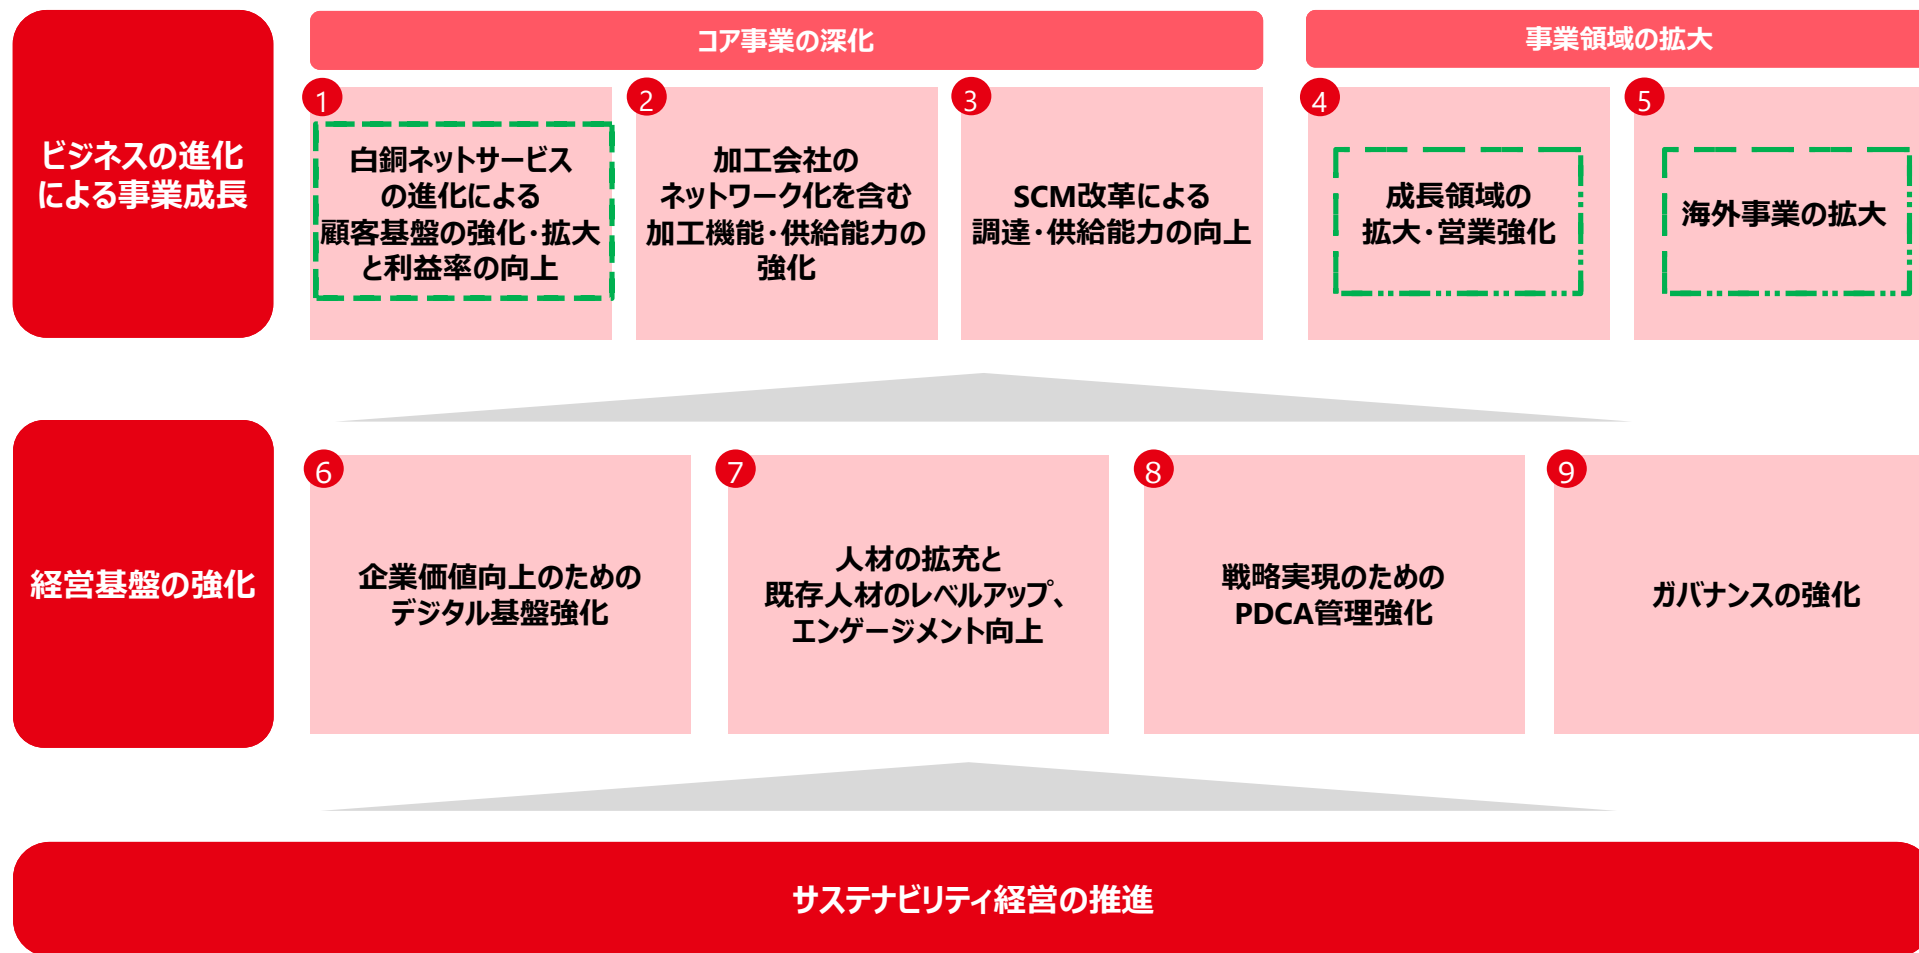 ビジネスの進化
による事業成長
コア事業の深化
事業領域の拡大
1
白銅ネットサービス
の進化による
顧客基盤の強化・拡大
と利益率の向上
2
加工会社の
ネットワーク化を含む
加工機能・供給能力の
強化
3
SCM改革による
調達・供給能力の向上
4
成長領域の
拡大・営業強化
5
海外事業の拡大
経営基盤の強化
6
企業価値向上のための
デジタル基盤強化
7
人材の拡充と
既存人材のレベルアップ、
エンゲージメント向上
8
戦略実現のための
PDCA管理強化
9
ガバナンスの強化
サステナビリティ経営の推進